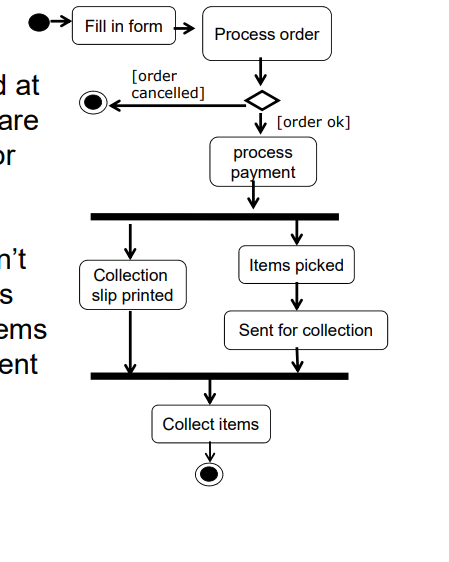 Fill in form
Process order
[order
cancelled]
[order ok]
process
payment
d at
are
or
n't
s
ems
ent
Collection
slip printed
Items picked
Sent for collection
Collect items